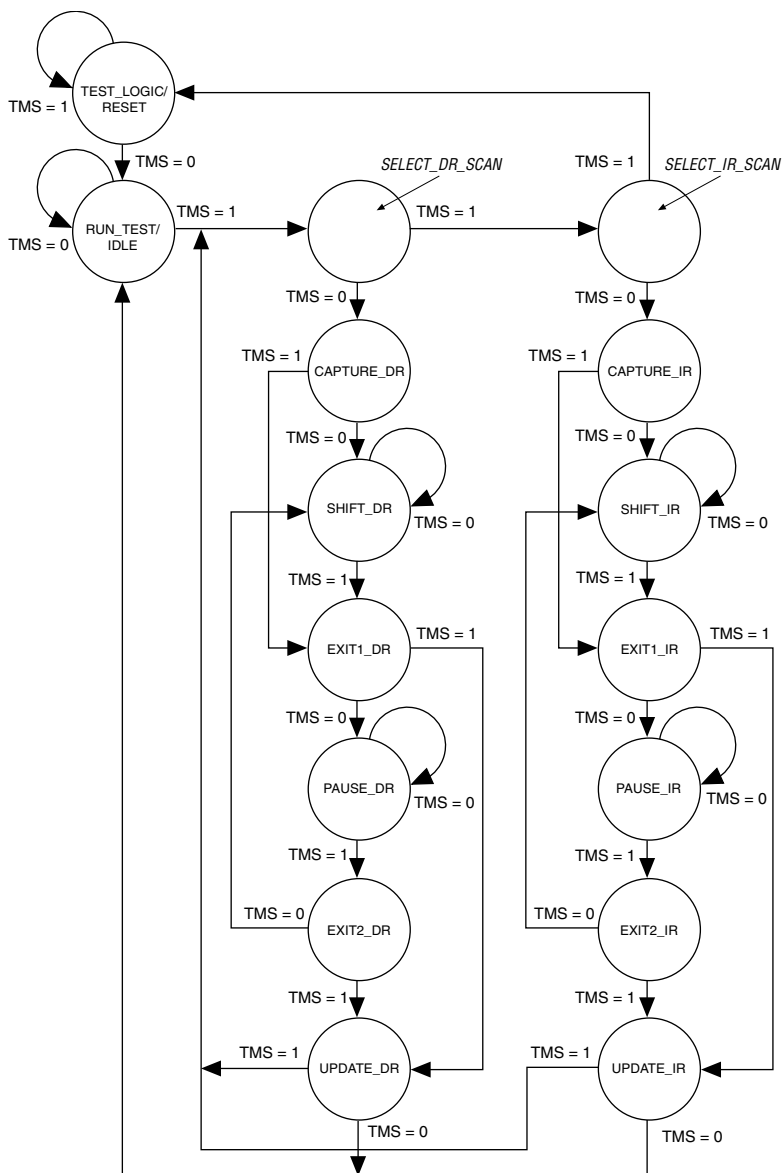 TEST_LOGIC/
RESET
TMS = 1
TMS = 0
TMS = 1
SELECT_DR_SCAN
SELECT_IR_SCAN
RUN_TEST/
IDLE
TMS = 0
TMS = 1
TMS = 1
TMS = 0
TMS = 0
TMS = 1
CAPTURE_DR
TMS = 1
CAPTURE_IR
TMS = 0
TMS = 0
SHIFT_DR
TMS = 0
SHIFT_IR
TMS = 0
TMS = 1
TMS = 1
EXIT1_DR
TMS = 1
EXIT1_IR
TMS = 1
TMS = 0
TMS = 0
PAUSE_DR
TMS = 0
PAUSE_IR
TMS = 0
TMS = 1
TMS = 1
TMS = 0
EXIT2_DR
TMS = 0
EXIT2_IR
TMS = 1
TMS = 1
TMS = 1
UPDATE_DR
TMS = 1
UPDATE_IR
TMS = 0
TMS = 0